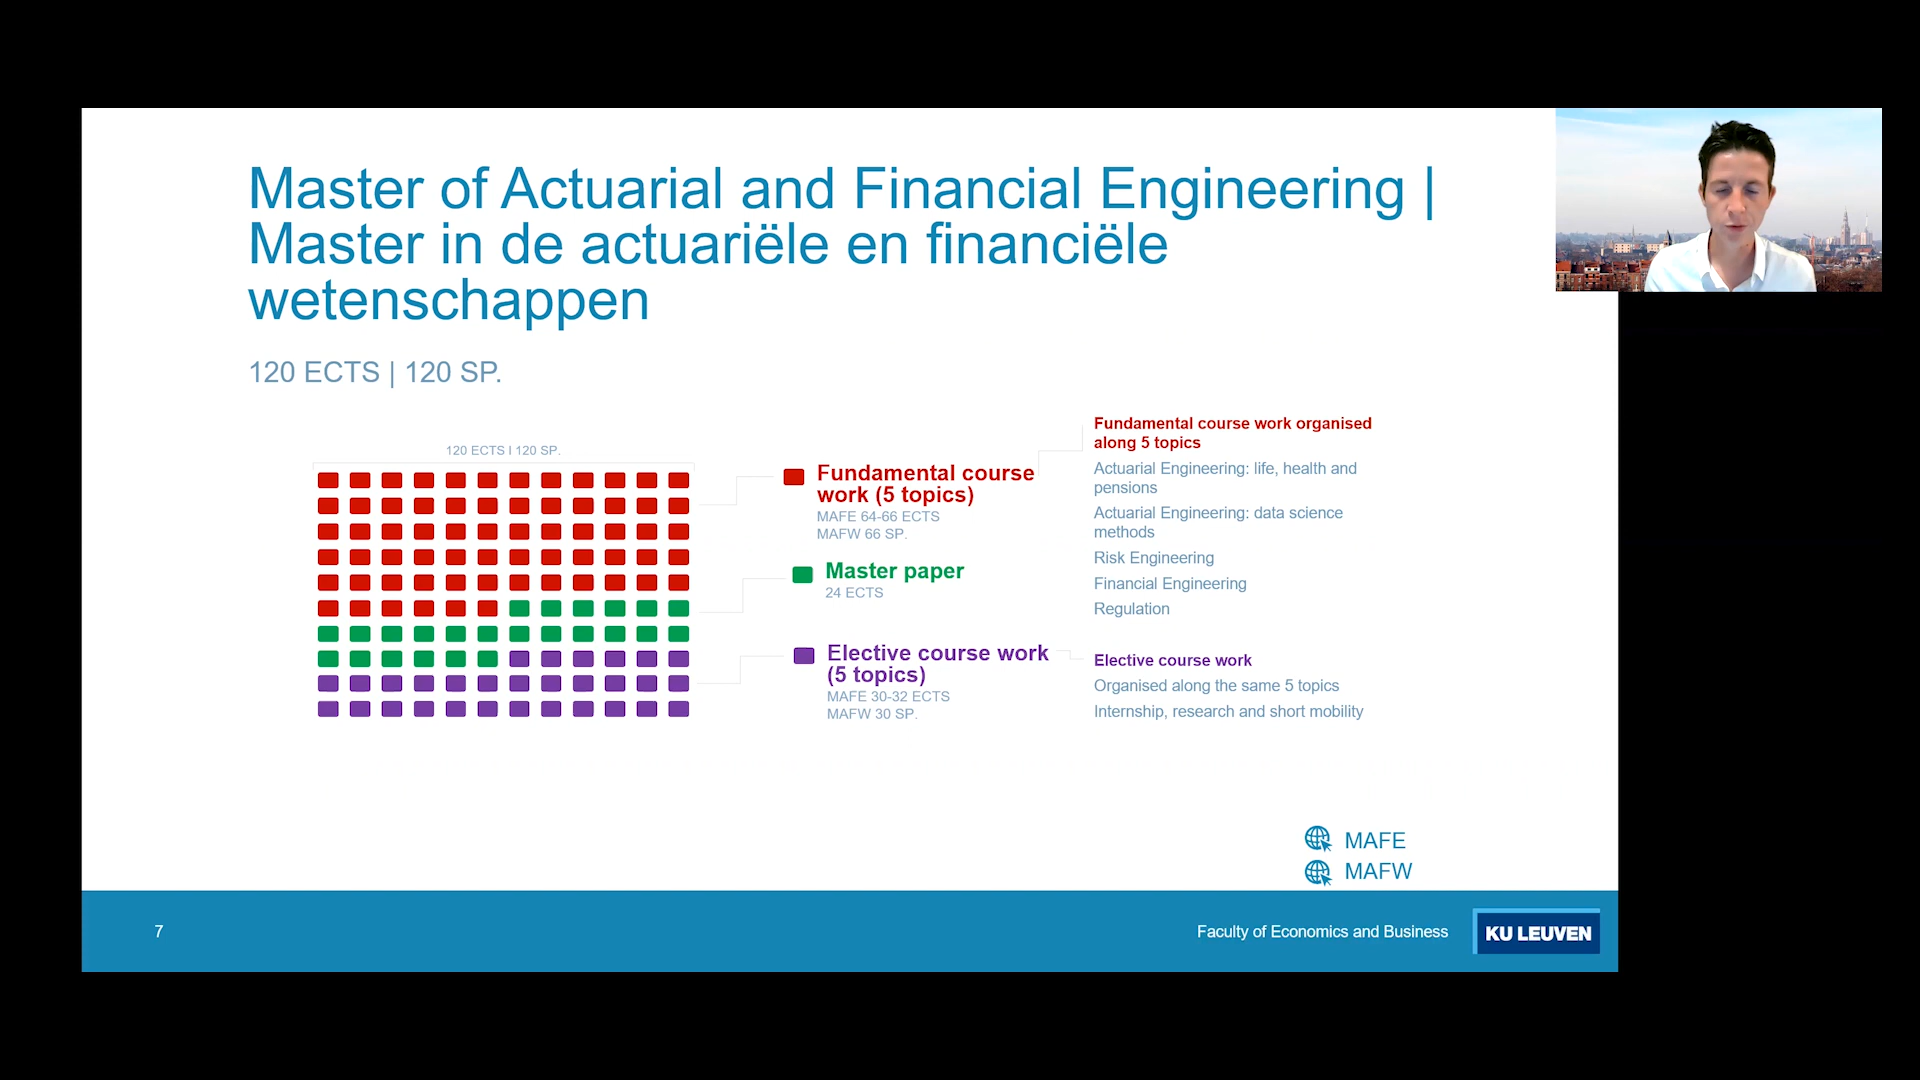 Master of Actuarial and Financial Engineering |
Master in de actuariële en financiële
wetenschappen
120 ECTS | 120 SP.
120 ECTS I 120 SP.
Fundamental course
work (5 topics)
MAFE 64-66 ECTS
MAFW 66 SP.
Master paper
24 ECTS
Elective course work
(5 topics)
MAFE 30-32 ECTS
MAFW 30 SP.
Fundamental course work organised
along 5 topics
Actuarial Engineering: life, health and
pensions
Actuarial Engineering: data science
methods
Risk Engineering
Financial Engineering
Regulation
Elective course work
Organised along the same 5 topics
Internship, research and short mobility
MAFE
MAFW
7
Faculty of Economics and Business
KU LEUVEN